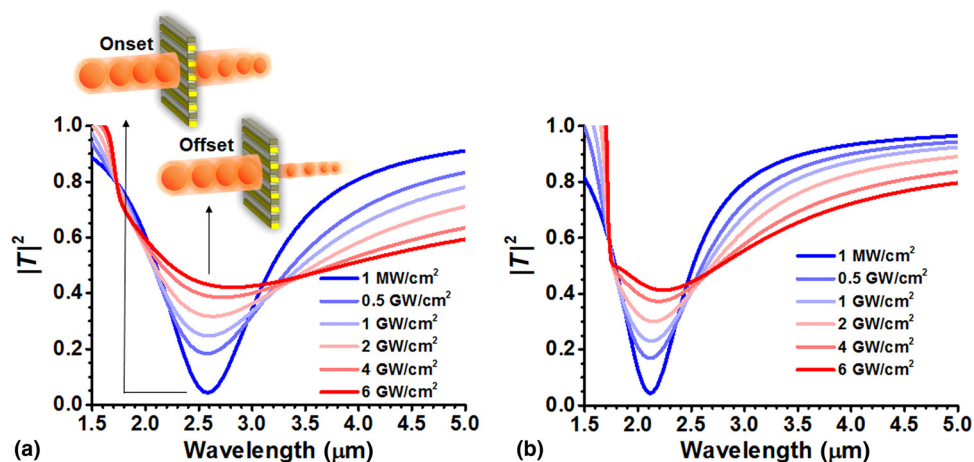 Onset
Offset
1.0
0.8
0.6
0.4
0.2
0.0
|T|²
1 MW/cm²
0.5 GW/cm²
1 GW/cm²
2 GW/cm²
4 GW/cm²
6 GW/cm²
1.5 2.0 2.5 3.0 3.5 4.0 4.5 5.0
Wavelength (μm)
(a)
1.0
0.8
0.6
0.4
0.2
0.0
|T|²
1 MW/cm²
0.5 GW/cm²
1 GW/cm²
2 GW/cm²
4 GW/cm²
6 GW/cm²
1.5 2.0 2.5 3.0 3.5 4.0 4.5 5.0
Wavelength (μm)
(b)